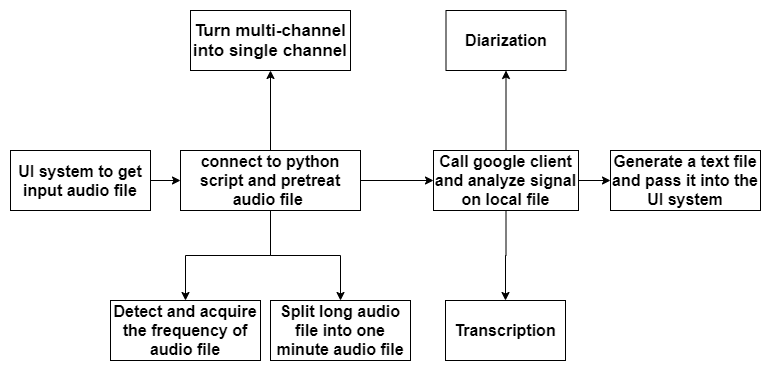 Turn multi-channel
into single channel
Diarization
UI system to get
input audio file
connect to python
script and pretreat
audio file
Call google client
and analyze signal
on local file
Generate a text file
and pass it into the
UI system
Detect and acquire
the frequency of
audio file
Split long audio
file into one
minute audio file
Transcription